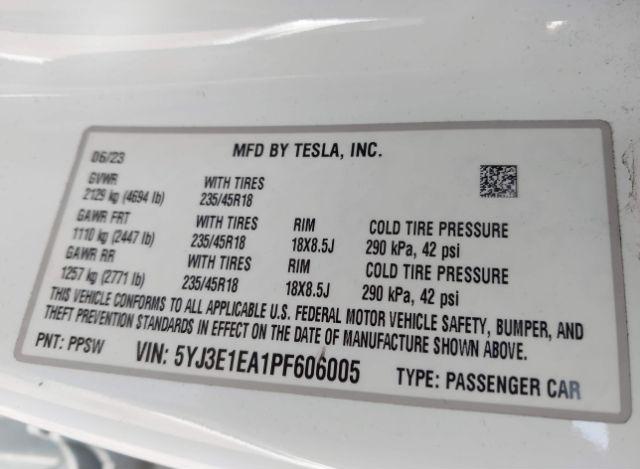 06/23 MFD BY TESLA, INC.
GVWR WITH TIRES
2129 kg (4694 lb) 235/45R18
GAWR FRT WITH TIRES RIM COLD TIRE PRESSURE
1110 kg (2447 lb) 235/45R18 18X8.5J 290 kPa, 42 psi
GAWR RR WITH TIRES RIM COLD TIRE PRESSURE
1257 kg (2771 lb) 235/45R18 18X8.5J 290 kPa, 42 psi
THIS VEHICLE CONFORMS TO ALL APPLICABLE U.S. FEDERAL MOTOR VEHICLE SAFETY, BUMPER, AND
THEFT PREVENTION STANDARDS IN EFFECT ON THE DATE OF MANUFACTURE SHOWN ABOVE.
PNT: PPSW VIN: 5YJ3E1EA1PF606005 TYPE: PASSENGER CAR